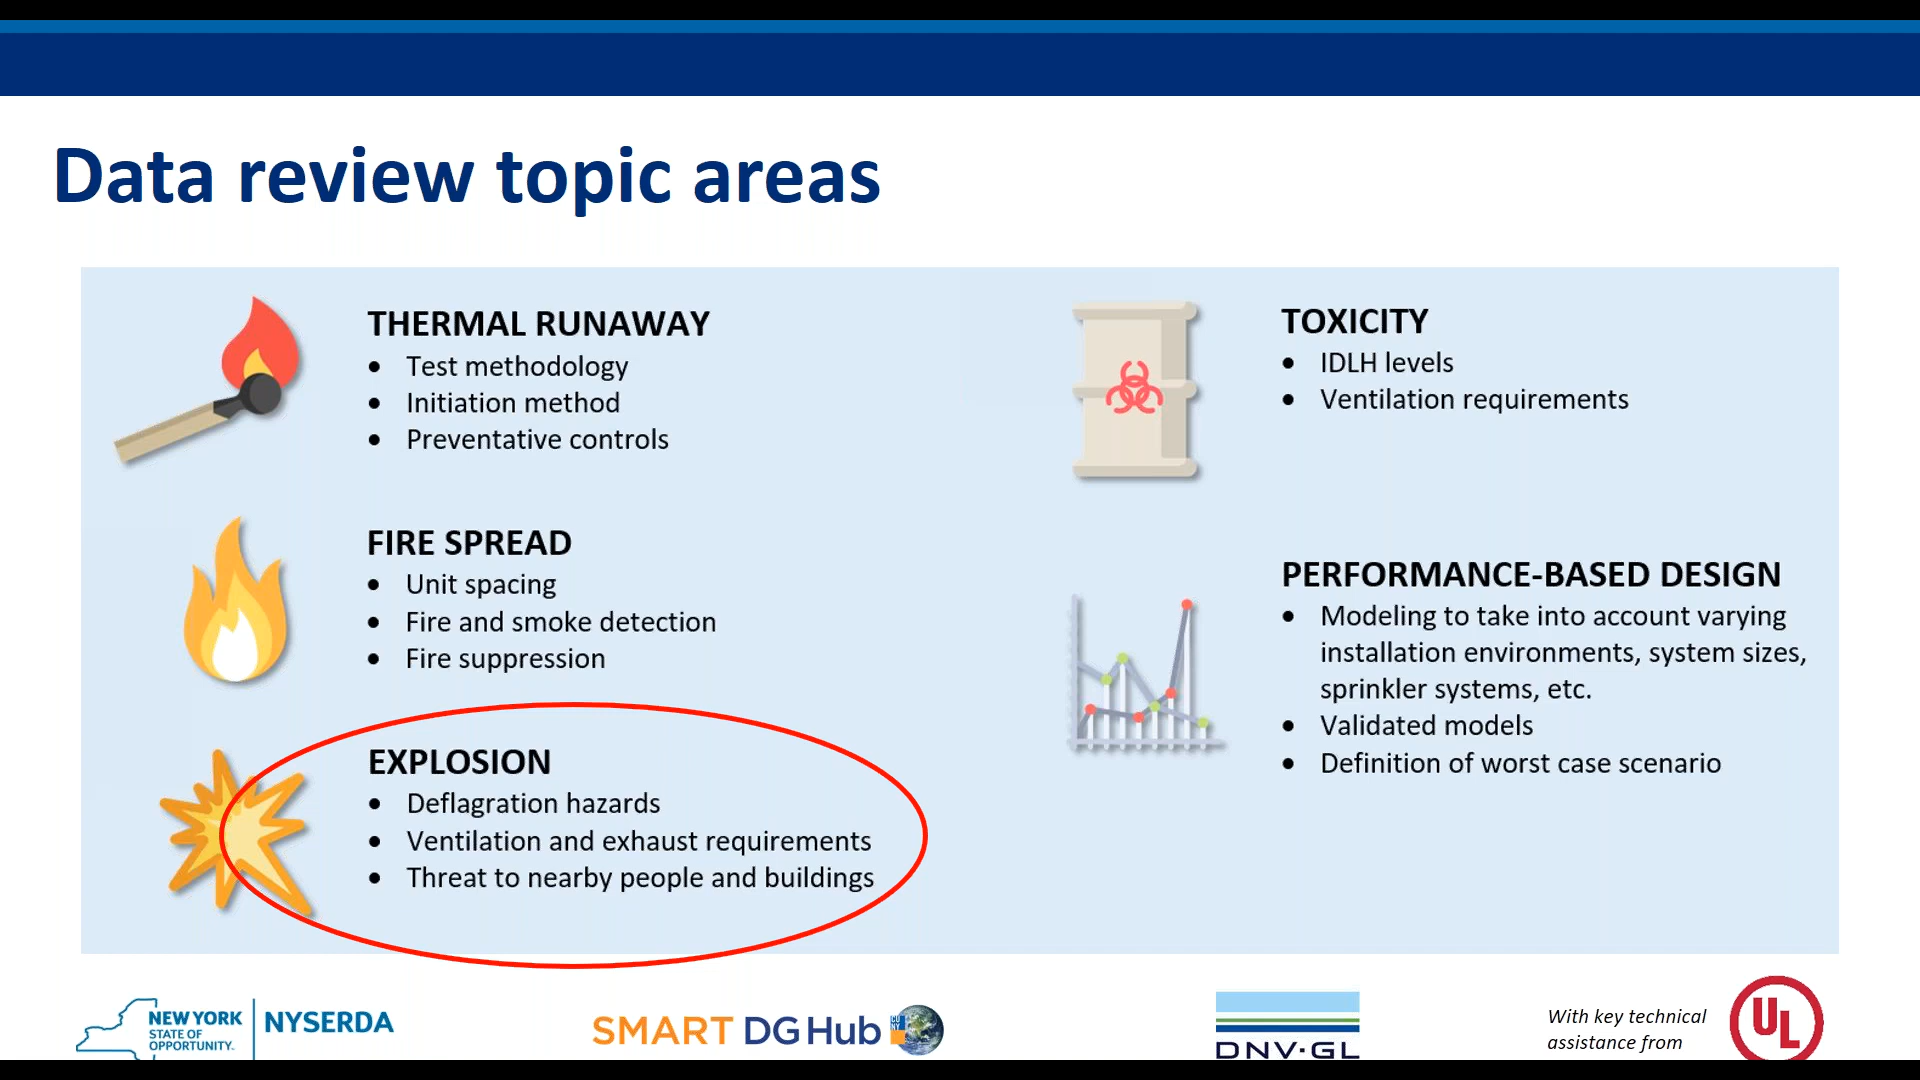 Data review topic areas
THERMAL RUNAWAY
• Test methodology
• Initiation method
• Preventative controls
FIRE SPREAD
• Unit spacing
• Fire and smoke detection
• Fire suppression
EXPLOSION
• Deflagration hazards
• Ventilation and exhaust requirements
• Threat to nearby people and buildings
TOXICITY
• IDLH levels
• Ventilation requirements
PERFORMANCE-BASED DESIGN
• Modeling to take into account varying
installation environments, system sizes,
sprinkler systems, etc.
• Validated models
• Definition of worst case scenario
NEW YORK
STATE OF
OPPORTUNITY.
NYSERDA
SMART DG Hub
CU
NY
DNV·GL
With key technical
assistance from
UL